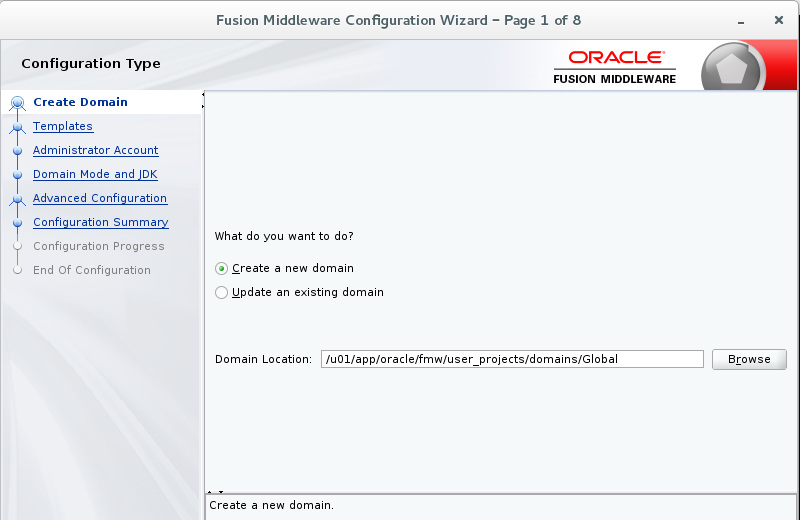 Fusion Middleware Configuration Wizard – Page 1 of 8
Configuration Type
ORACLE
FUSION MIDDLEWARE
Create Domain
Templates
Administrator Account
Domain Mode and JDK
Advanced Configuration
Configuration Summary
Configuration Progress
End Of Configuration
What do you want to do?
Create a new domain
Update an existing domain
Domain Location: /u01/app/oracle/fmw/user_projects/domains/Global Browse
Create a new domain.